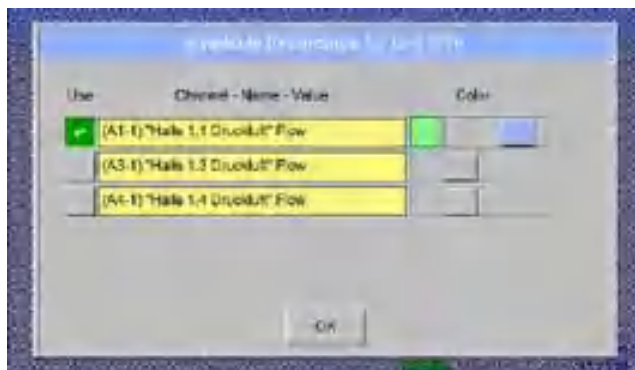 Use Channel - Name - Value Color
(A1-1) "Halle 1.1 Druckluft" Flow
(A3-1) "Halle 1.3 Druckluft" Flow
(A4-1) "Halle 1.4 Druckluft" Flow
OK